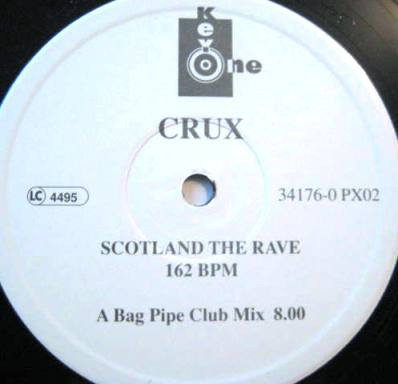 Key One
CRUX
LC 4495
34176-0 PX02
SCOTLAND THE RAVE
162 BPM
A Bag Pipe Club Mix 8.00